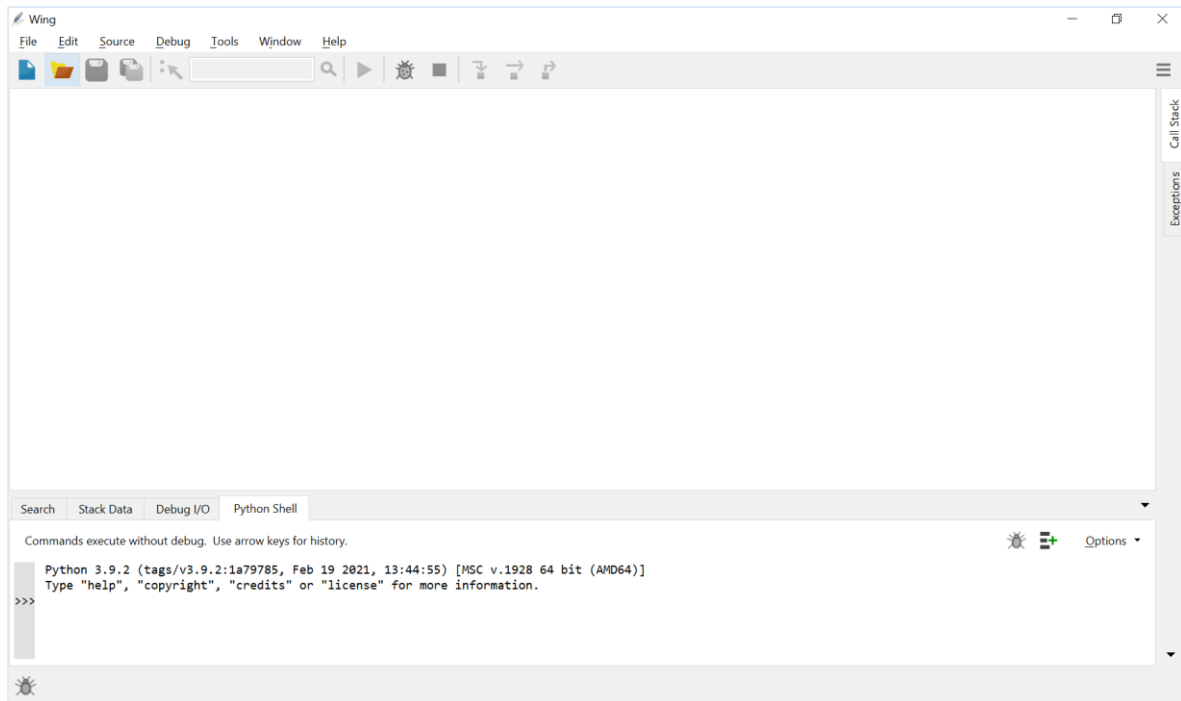 Wing
File Edit Source Debug Tools Window Help
Call Stack
Exceptions
Search Stack Data Debug I/O Python Shell
Commands execute without debug. Use arrow keys for history.
Options
Python 3.9.2 (tags/v3.9.2:1a79785, Feb 19 2021, 13:44:55) [MSC v.1928 64 bit (AMD64)]
Type "help", "copyright", "credits" or "license" for more information.
>>>